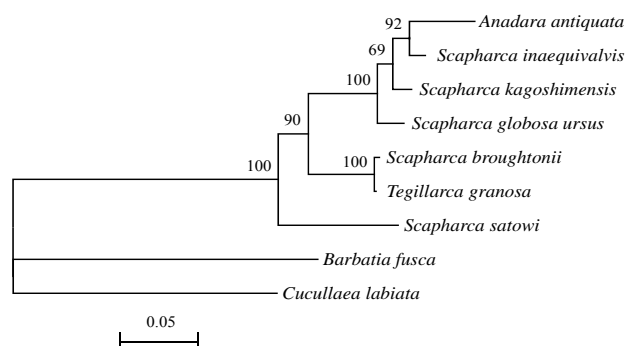 92
Anadara antiquata
69
Scapharca inaequivalvis
100
Scapharca kagoshimensis
90
Scapharca globosa ursus
100
100
Scapharca broughtonii
Tegillarca granosa
Scapharca satowi
Barbatia fusca
Cucullaea labiata
0.05